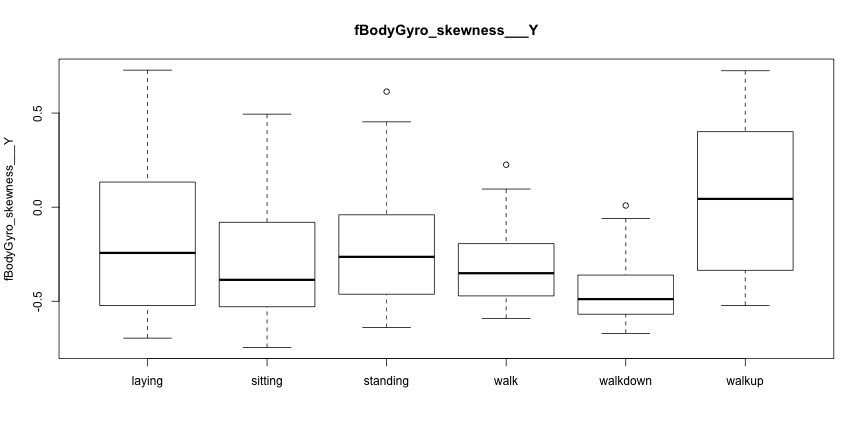 fBodyGyro_skewness___Y
fBodyGyro_skewness___Y
0.5
0.0
-0.5
laying sitting standing walk walkdown walkup